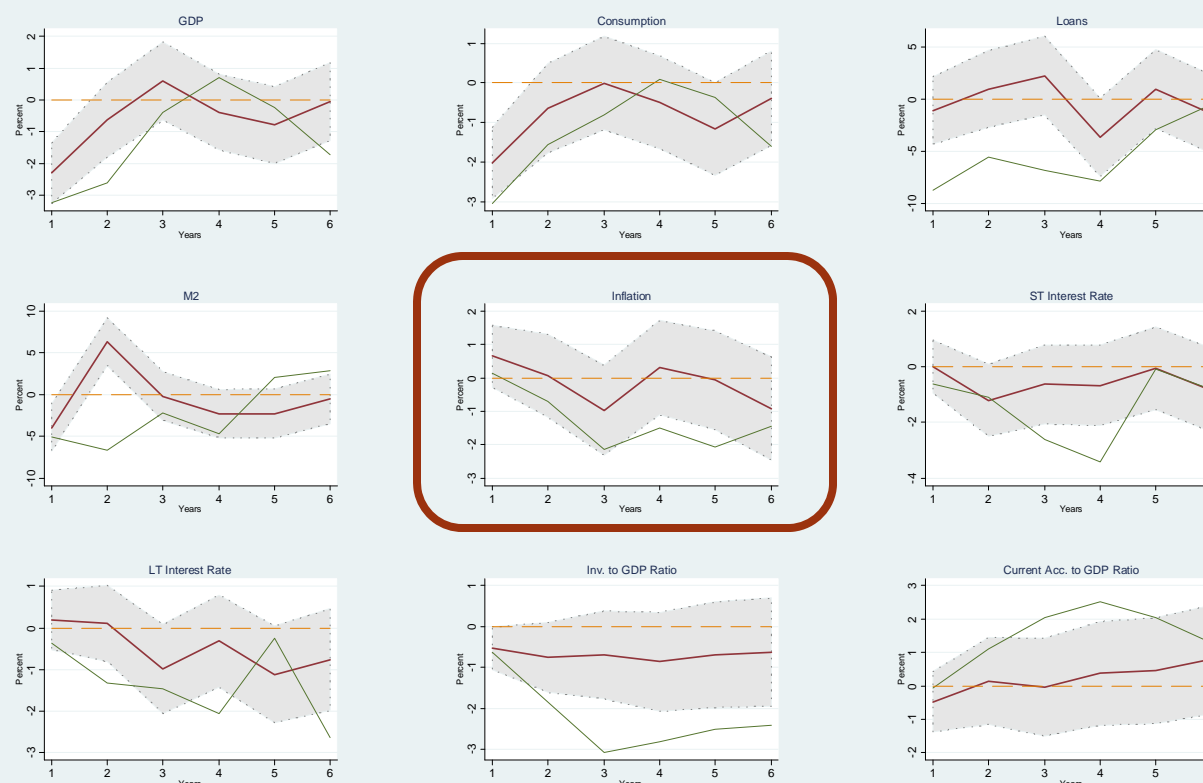 GDP
Percent
2
1
0
-1
-2
-3
1 2 3 4 5 6
Years
Consumption
Percent
1
0
-1
-2
-3
1 2 3 4 5 6
Years
Loans
Percent
5
0
-5
-10
1 2 3 4 5
Years
M2
Percent
10
5
0
-5
-10
1 2 3 4 5 6
Years
Inflation
Percent
2
1
0
-1
-2
-3
1 2 3 4 5 6
Years
ST Interest Rate
Percent
2
0
-2
-4
1 2 3 4 5
Years
LT Interest Rate
Percent
1
0
-1
-2
-3
1 2 3 4 5 6
Years
Inv. to GDP Ratio
Percent
1
0
-1
-2
-3
1 2 3 4 5 6
Years
Current Acc. to GDP Ratio
Percent
3
2
1
0
-1
-2
1 2 3 4 5
Years